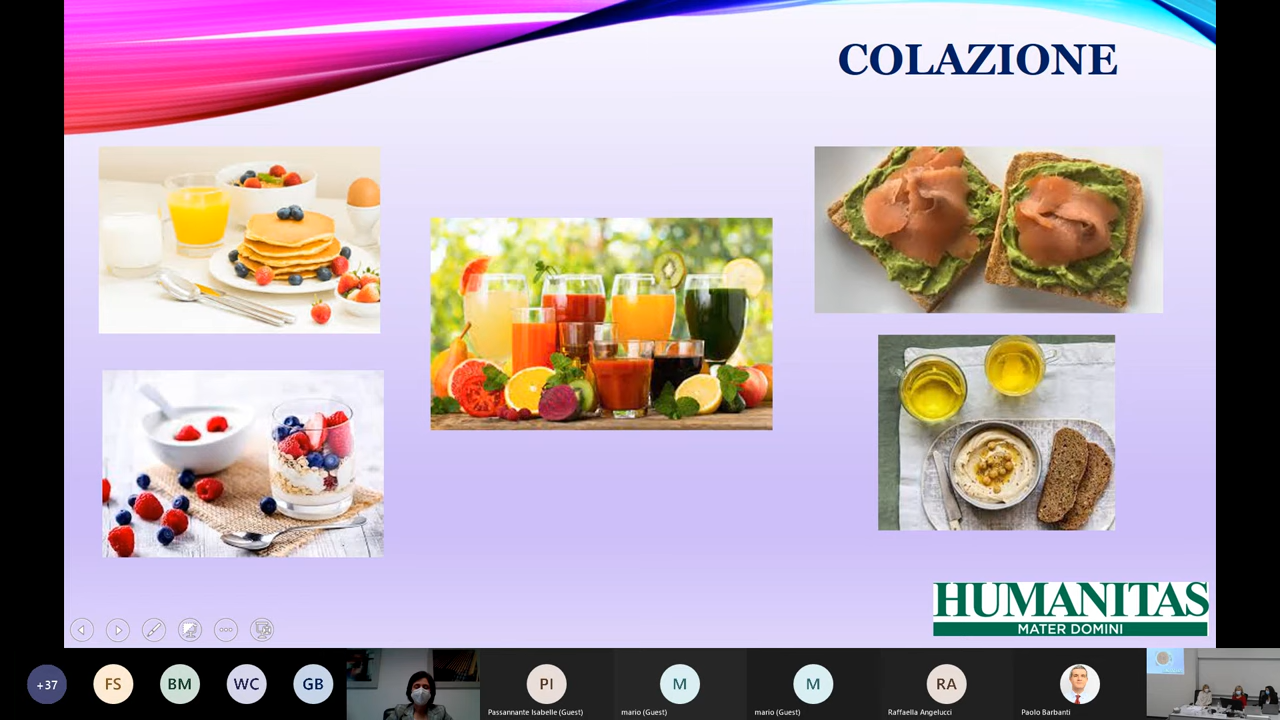 COLAZIONE
HUMANITAS
MATER DOMINI
+37
FS
BM
WC
GB
PI
M
M
RA
Passannante Isabelle (Guest)
mario (Guest)
mario (Guest)
Raffaella Angelucci
Paolo Barbanti